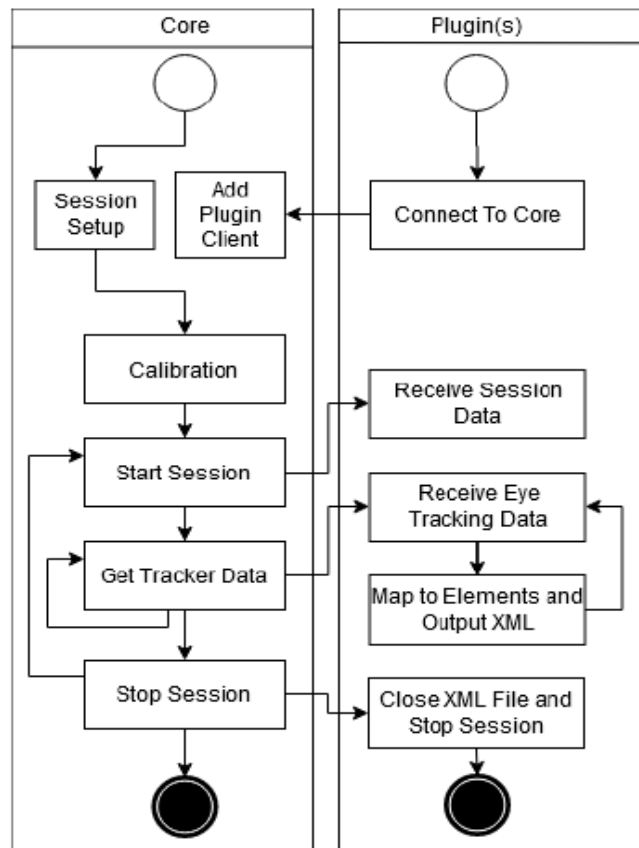 Core
Plugin(s)
Session
Setup
Add
Plugin
Client
Connect To Core
Calibration
Receive Session
Data
Start Session
Receive Eye
Tracking Data
Get Tracker Data
Map to Elements and
Output XML
Stop Session
Close XML File and
Stop Session